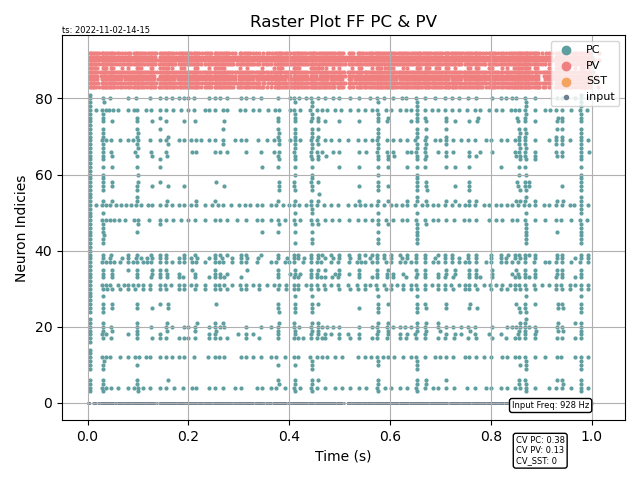 Raster Plot FF PC & PV
ts: 2022-11-02-14-15
PC
PV
SST
input
80
60
40
20
0
Neuron Indicies
Input Freq: 928 Hz
0.0
0.2
0.4
0.6
0.8
1.0
Time (s)
CV PC: 0.38
CV PV: 0.13
CV_SST: 0